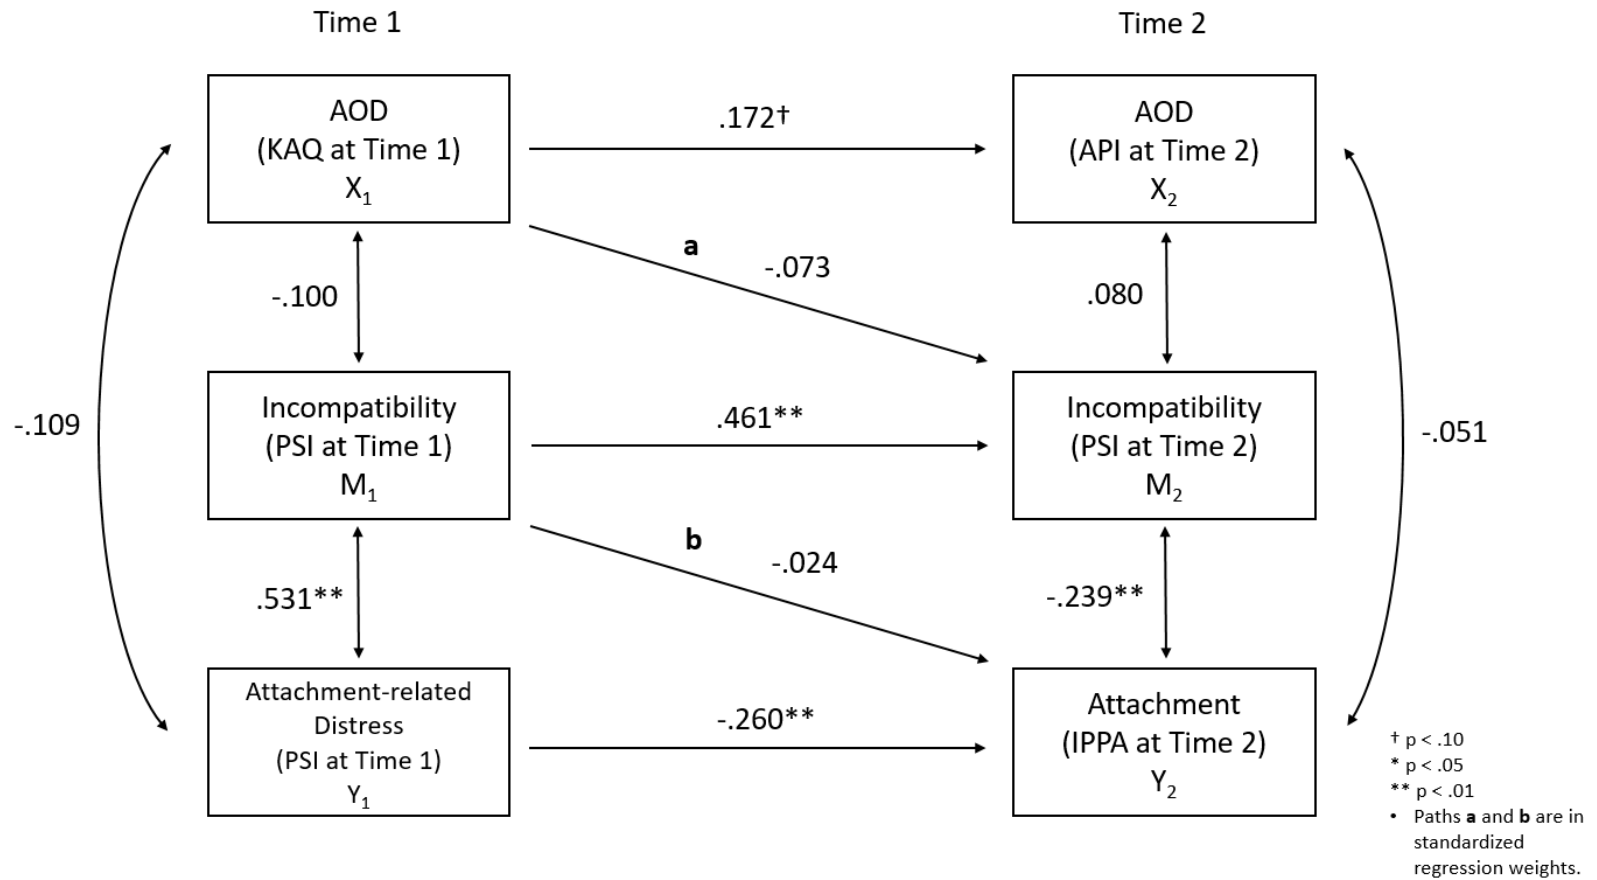 Time 1
Time 2
AOD
(KAQ at Time 1)
X1
.172†
AOD
(API at Time 2)
X2
a
-.073
-.100
.080
Incompatibility
(PSI at Time 1)
M1
.461**
Incompatibility
(PSI at Time 2)
M2
-.109
-.051
b
-.024
.531**
-.239**
Attachment-related
Distress
(PSI at Time 1)
Y1
-.260**
Attachment
(IPPA at Time 2)
Y2
† p < .10
* p < .05
** p < .01
• Paths a and b are in
standardized
regression weights.